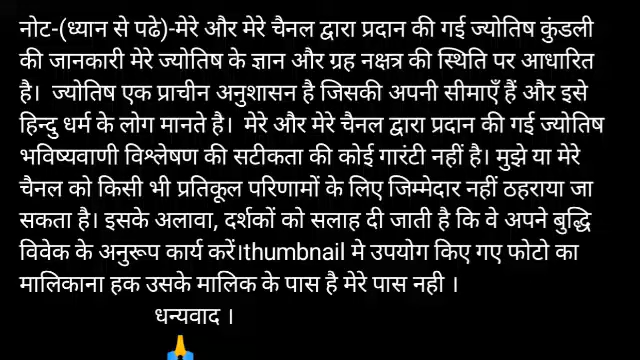 नोट-(ध्यान से पढे)-मेरे और मेरे चैनल द्वारा प्रदान की गई ज्योतिष कुंडली
की जानकारी मेरे ज्योतिष के ज्ञान और ग्रह नक्षत्र की स्थिति पर आधारित
है। ज्योतिष एक प्राचीन अनुशासन है जिसकी अपनी सीमाएँ हैं और इसे
हिन्दु धर्म के लोग मानते है। मेरे और मेरे चैनल द्वारा प्रदान की गई ज्योतिष
भविष्यवाणी विश्लेषण की सटीकता की कोई गारंटी नहीं है। मुझे या मेरे
चैनल को किसी भी प्रतिकूल परिणामों के लिए जिम्मेदार नहीं ठहराया जा
सकता है। इसके अलावा, दर्शकों को सलाह दी जाती है कि वे अपने बुद्धि
विवेक के अनुरूप कार्य करें।thumbnail मे उपयोग किए गए फोटो का
मालिकाना हक उसके मालिक के पास है मेरे पास नही ।
धन्यवाद ।
🙏